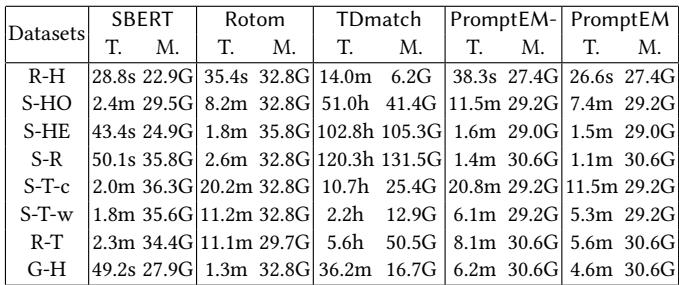 Datasets SBERT Rotom TDmatch PromptEM- PromptEM
T. M. T. M. T. M. T. M. T. M.
R-H 28.8s 22.9G 35.4s 32.8G 14.0m 6.2G 38.3s 27.4G 26.6s 27.4G
S-HO 2.4m 29.5G 8.2m 32.8G 51.0h 41.4G 11.5m 29.2G 7.4m 29.2G
S-HE 43.4s 24.9G 1.8m 35.8G 102.8h 105.3G 1.6m 29.0G 1.5m 29.0G
S-R 50.1s 35.8G 2.6m 32.8G 120.3h 131.5G 1.4m 30.6G 1.1m 30.6G
S-T-c 2.0m 36.3G 20.2m 32.8G 10.7h 25.4G 20.8m 29.2G 11.5m 29.2G
S-T-w 1.8m 35.6G 11.2m 32.8G 2.2h 12.9G 6.1m 29.2G 5.3m 29.2G
R-T 2.3m 34.4G 11.1m 29.7G 5.6h 50.5G 8.1m 30.6G 5.6m 30.6G
G-H 49.2s 27.9G 1.3m 32.8G 36.2m 16.7G 6.2m 30.6G 4.6m 30.6G